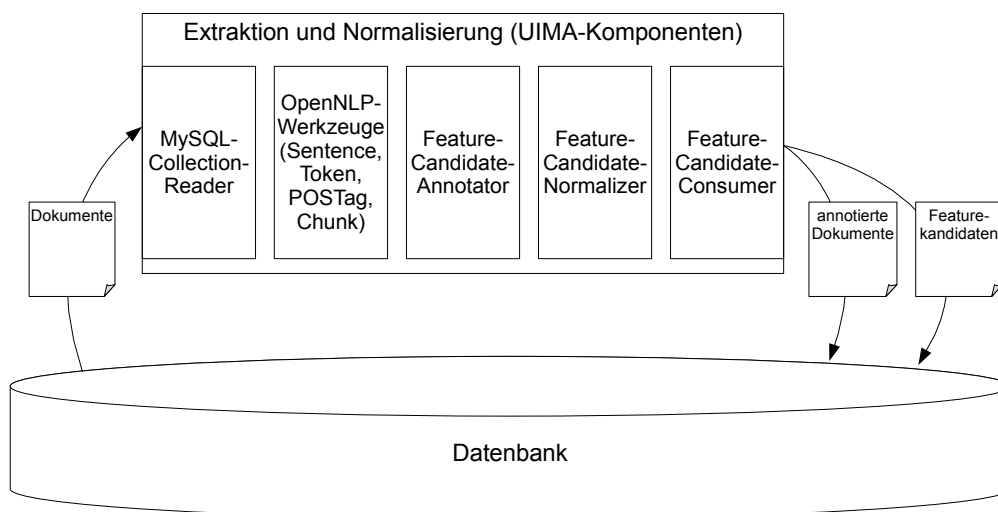 Extraktion und Normalisierung (UIMA-Komponenten)
MySQL-
Collection-
Reader
OpenNLP-
Werkzeuge
(Sentence,
Token,
POSTag,
Chunk)
Feature-
Candidate-
Annotator
Feature-
Candidate-
Normalizer
Feature-
Candidate-
Consumer
Dokumente
annotierte
Dokumente
Feature-
kandidaten
Datenbank